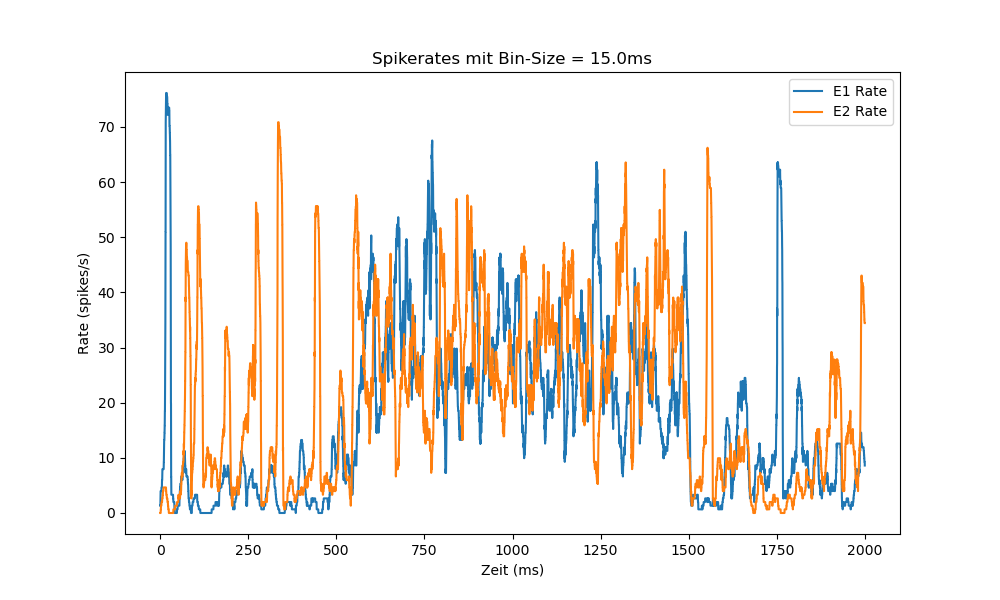 Spikerates mit Bin-Size = 15.0ms
E1 Rate
E2 Rate
Rate (spikes/s)
70
60
50
40
30
20
10
0
0 250 500 750 1000 1250 1500 1750 2000
Zeit (ms)